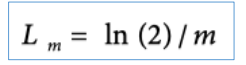 L m = ln (2) / m